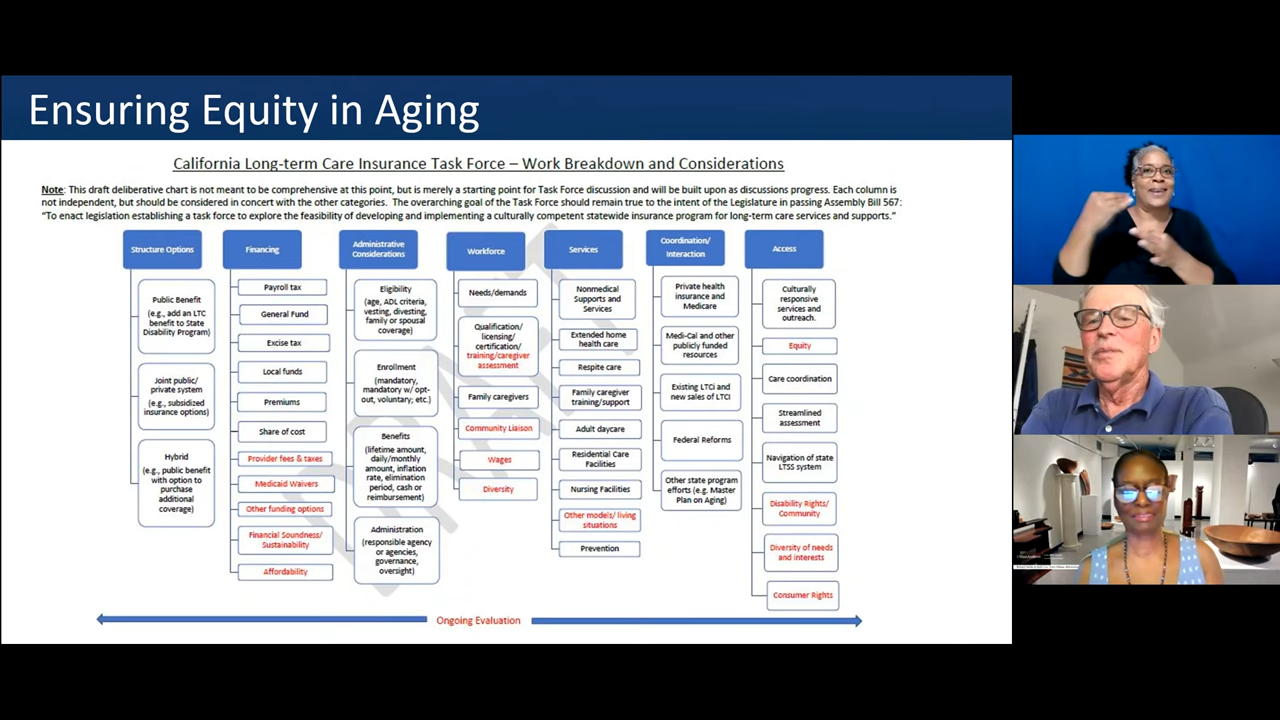 Ensuring Equity in Aging
California Long-term Care Insurance Task Force – Work Breakdown and Considerations
Note: This draft deliberative chart is not meant to be comprehensive at this point, but is merely a starting point for Task Force discussion and will be built upon as discussions progress. Each column is
not independent, but should be considered in concert with the other categories. The overarching goal of the Task Force should remain true to the intent of the Legislature in passing Assembly Bill 567:
“To enact legislation establishing a task force to explore the feasibility of developing and implementing a culturally competent statewide insurance program for long-term care services and supports.”
DRAFT
Structure Options
Public Benefit
(e.g., add an LTC
benefit to State
Disability Program)
Joint public/
private system
(e.g., subsidized
insurance options)
Hybrid
(e.g., public benefit
with option to
purchase
additional
coverage)
Financing
Payroll tax
General Fund
Excise tax
Local funds
Premiums
Share of cost
Provider fees & taxes
Medicaid Waivers
Other funding options
Financial Soundness/
Sustainability
Affordability
Administrative
Considerations
Eligibility
(age, ADL criteria,
vesting, divesting,
family or spousal
coverage)
Enrollment
(mandatory,
mandatory w/ opt-
out, voluntary; etc.)
Benefits
(lifetime amount,
daily/monthly
amount, inflation
rate, elimination
period, cash or
reimbursement)
Administration
(responsible agency
or agencies,
governance,
oversight)
Workforce
Needs/demands
Qualification/
licensing/
certification/
training/caregiver
assessment
Family caregivers
Community Liaison
Wages
Diversity
Services
Nonmedical
Supports and
Services
Extended home
health care
Respite care
Family caregiver
training/support
Adult daycare
Residential Care
Facilities
Nursing Facilities
Other models/ living
situations
Prevention
Coordination/
Interaction
Private health
insurance and
Medicare
Medi-Cal and other
publicly funded
resources
Existing LTCi and
new sales of LTCI
Federal Reforms
Other state program
efforts (e.g. Master
Plan on Aging)
Access
Culturally
responsive
services and
outreach.
Equity
Care coordination
Streamlined
assessment
Navigation of state
LTSS system
Disability Rights/
Community
Diversity of needs
and interests
Consumer Rights
Ongoing Evaluation